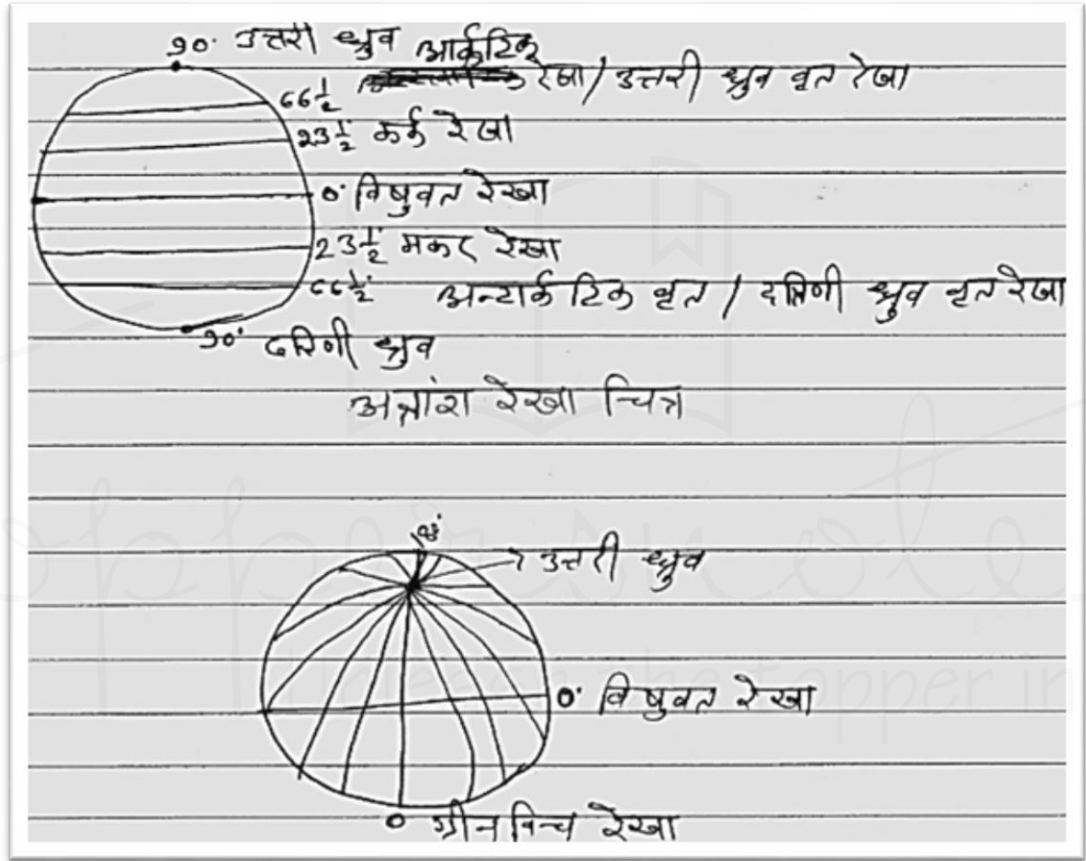 90° उत्तरी ध्रुव आर्कटिक
66½ रेखा / उत्तरी ध्रुव वृत रेखा
23½° कर्क रेखा
0° विषुवत रेखा
23½° मकर रेखा
66½° अन्टार्कटिक वृत / दक्षिणी ध्रुव वृत रेखा
90° दक्षिणी ध्रुव
अक्षांश रेखा चित्र
उत्तरी ध्रुव
0° विषुवत रेखा
0 ग्रीनविच रेखा